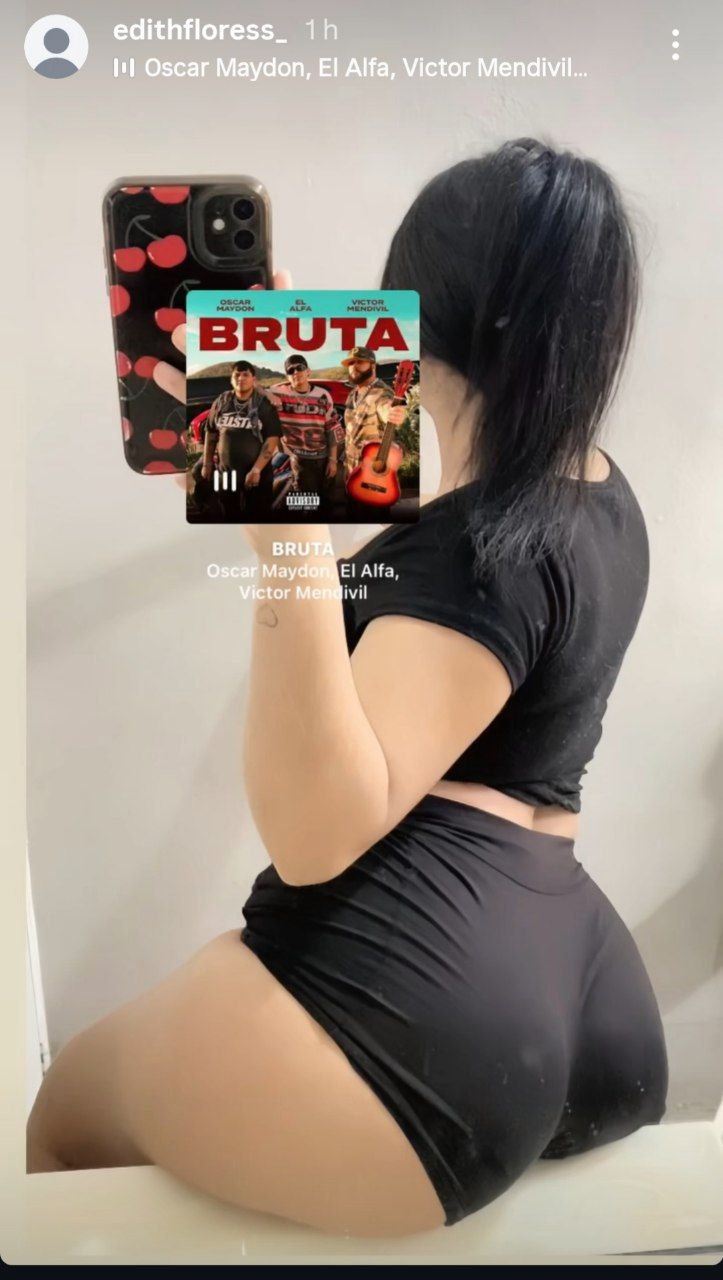 edithfloress_ 1 h
Oscar Maydon, El Alfa, Victor Mendivil...
OSCAR MAYDON EL ALFA VICTOR MENDIVIL
BRUTA
PARENTAL
ADVISORY
EXPLICIT CONTENT
BRUTA
Oscar Maydon, El Alfa,
Victor Mendivil